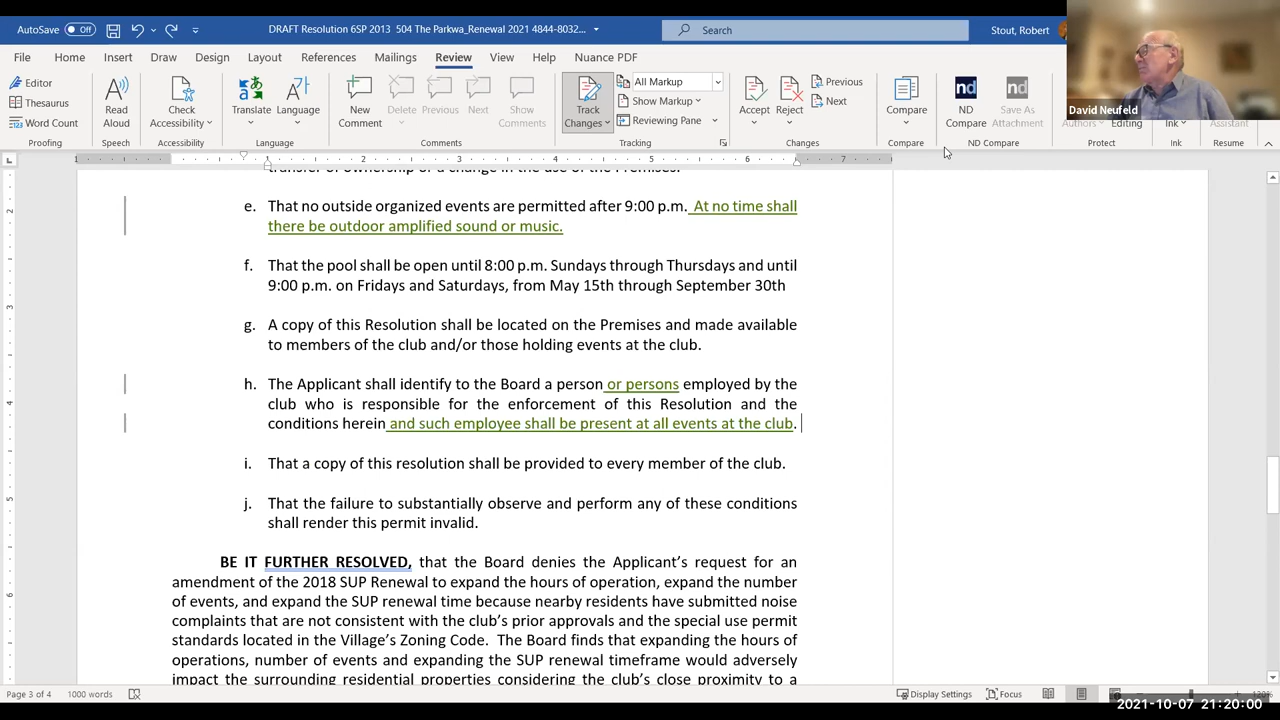 AutoSave Off DRAFT Resolution 6SP 2013 504 The Parkwa_Renewal 2021 4844-8032... Search Stout, Robert
File Home Insert Draw Design Layout References Mailings Review View Help Nuance PDF
Editor
Thesaurus
Word Count
Proofing
Read Aloud
Speech
Check Accessibility
Accessibility
Translate Language
Language
New Comment Delete Previous Next Show Comments
Comments
Track Changes
All Markup
Show Markup
Reviewing Pane
Tracking
Accept Reject
Previous
Next
Changes
Compare
Compare
ND Compare Save As Attachment
ND Compare
Authors Editing
Protect
Ink
Ink
Assistant
Resume
David Neufeld
1 1 2 3 4 5 6 7
transfer of ownership or a change in the use of the Premises.
e. That no outside organized events are permitted after 9:00 p.m. At no time shall
there be outdoor amplified sound or music.
f. That the pool shall be open until 8:00 p.m. Sundays through Thursdays and until
9:00 p.m. on Fridays and Saturdays, from May 15th through September 30th
g. A copy of this Resolution shall be located on the Premises and made available
to members of the club and/or those holding events at the club.
h. The Applicant shall identify to the Board a person or persons employed by the
club who is responsible for the enforcement of this Resolution and the
conditions herein and such employee shall be present at all events at the club.
i. That a copy of this resolution shall be provided to every member of the club.
j. That the failure to substantially observe and perform any of these conditions
shall render this permit invalid.
BE IT FURTHER RESOLVED, that the Board denies the Applicant’s request for an
amendment of the 2018 SUP Renewal to expand the hours of operation, expand the number
of events, and expand the SUP renewal time because nearby residents have submitted noise
complaints that are not consistent with the club’s prior approvals and the special use permit
standards located in the Village’s Zoning Code. The Board finds that expanding the hours of
operations, number of events and expanding the SUP renewal timeframe would adversely
impact the surrounding residential properties considering the club’s close proximity to a
Page 3 of 4 1000 words Display Settings Focus 120%
2021-10-07 21:20:00